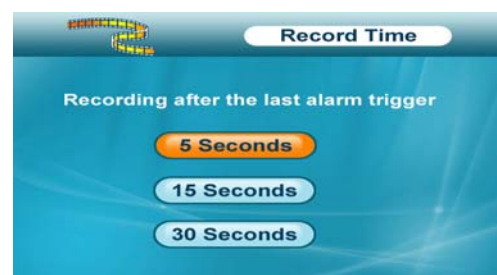 Record Time
Recording after the last alarm trigger
5 Seconds
15 Seconds
30 Seconds